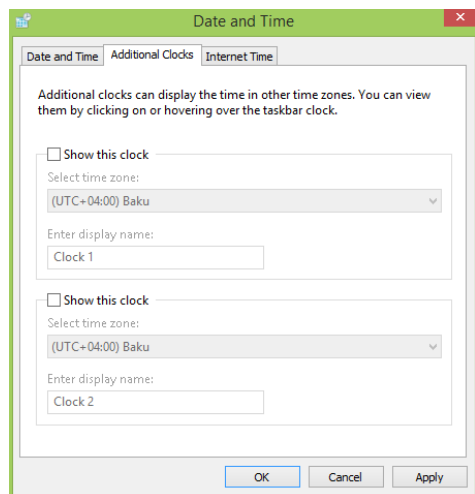 Date and Time
Date and Time Additional Clocks Internet Time
Additional clocks can display the time in other time zones. You can view
them by clicking on or hovering over the taskbar clock.
Show this clock
Select time zone:
(UTC+04:00) Baku
Enter display name:
Clock 1
Show this clock
Select time zone:
(UTC+04:00) Baku
Enter display name:
Clock 2
OK Cancel Apply